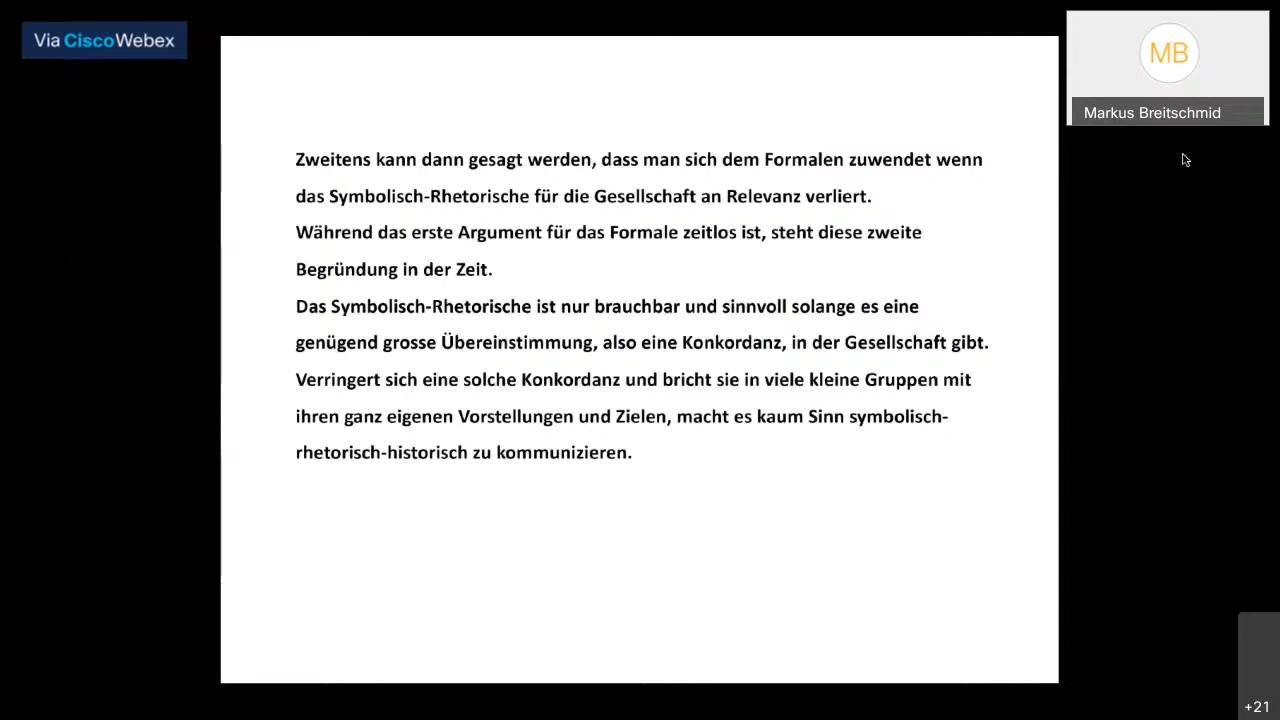 Via CiscoWebex
MB
Markus Breitschmid
Zweitens kann dann gesagt werden, dass man sich dem Formalen zuwendet wenn
das Symbolisch-Rhetorische für die Gesellschaft an Relevanz verliert.
Während das erste Argument für das Formale zeitlos ist, steht diese zweite
Begründung in der Zeit.
Das Symbolisch-Rhetorische ist nur brauchbar und sinnvoll solange es eine
genügend grosse Übereinstimmung, also eine Konkordanz, in der Gesellschaft gibt.
Verringert sich eine solche Konkordanz und bricht sie in viele kleine Gruppen mit
ihren ganz eigenen Vorstellungen und Zielen, macht es kaum Sinn symbolisch-
rhetorisch-historisch zu kommunizieren.
+21